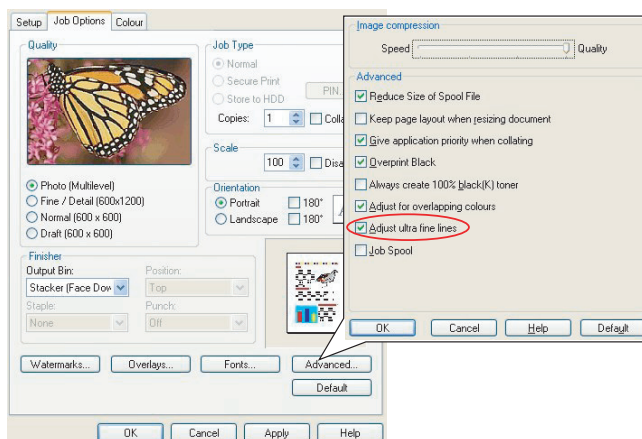 Setup Job Options Colour
Quality
Photo (Multilevel)
Fine / Detail (600x1200)
Normal (600 x 600)
Draft (600 x 600)
Job Type
Normal
Secure Print
Store to HDD
PIN,
Copies: 1 Colla
Scale
100 Disa
Orientation
Portrait 180°
Landscape 180°
Finisher
Output Bin: Position:
Stacker (Face Dow Top
Staple: Punch:
None Off
Watermarks... Overlays... Fonts... Advanced...
Default
OK Cancel Apply Help
Image compression
Speed Quality
Advanced
Reduce Size of Spool File
Keep page layout when resizing document
Give application priority when collating
Overprint Black
Always create 100% black(K) toner
Adjust for overlapping colours
Adjust ultra fine lines
Job Spool
OK Cancel Help Default